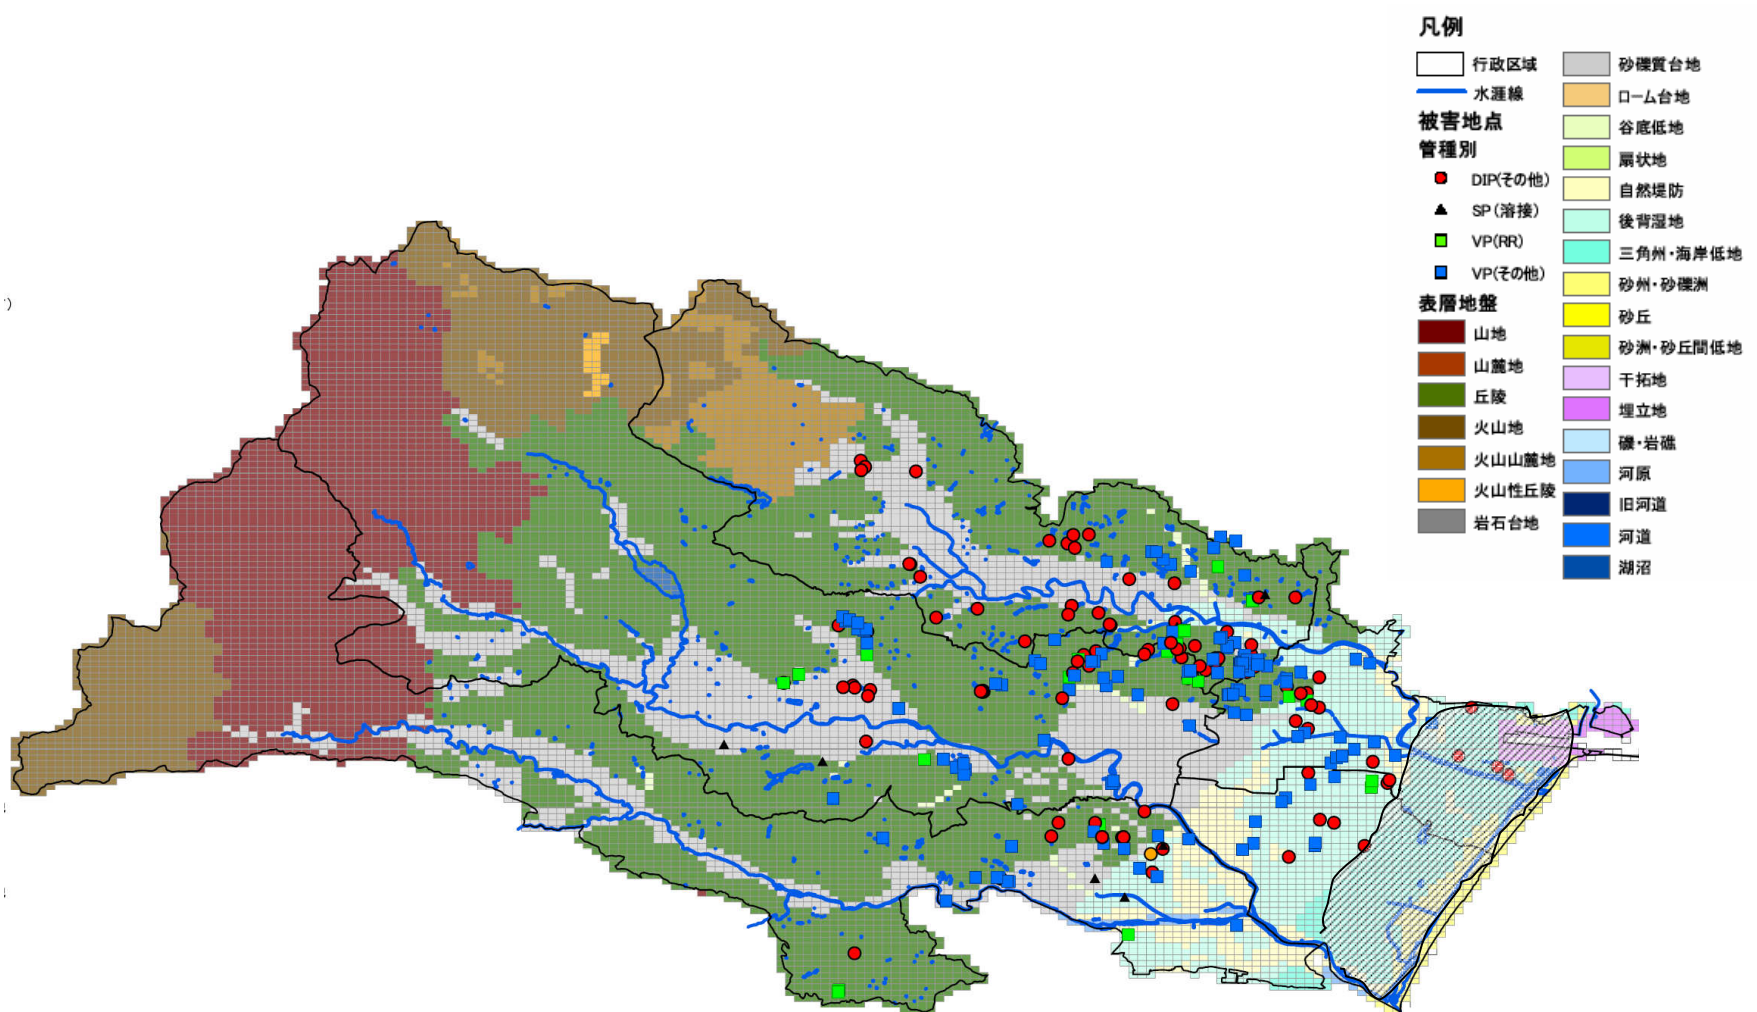 凡例
行政区域
水涯線
被害地点
管種別
DIP(その他)
SP(溶接)
VP(RR)
VP(その他)
表層地盤
山地
山麓地
丘陵
火山地
火山山麓地
火山性丘陵
岩石台地
砂礫質台地
ローム台地
谷底低地
扇状地
自然堤防
後背湿地
三角州・海岸低地
砂州・砂礫洲
砂丘
砂洲・砂丘間低地
干拓地
埋立地
磯・岩礁
河原
旧河道
河道
湖沼